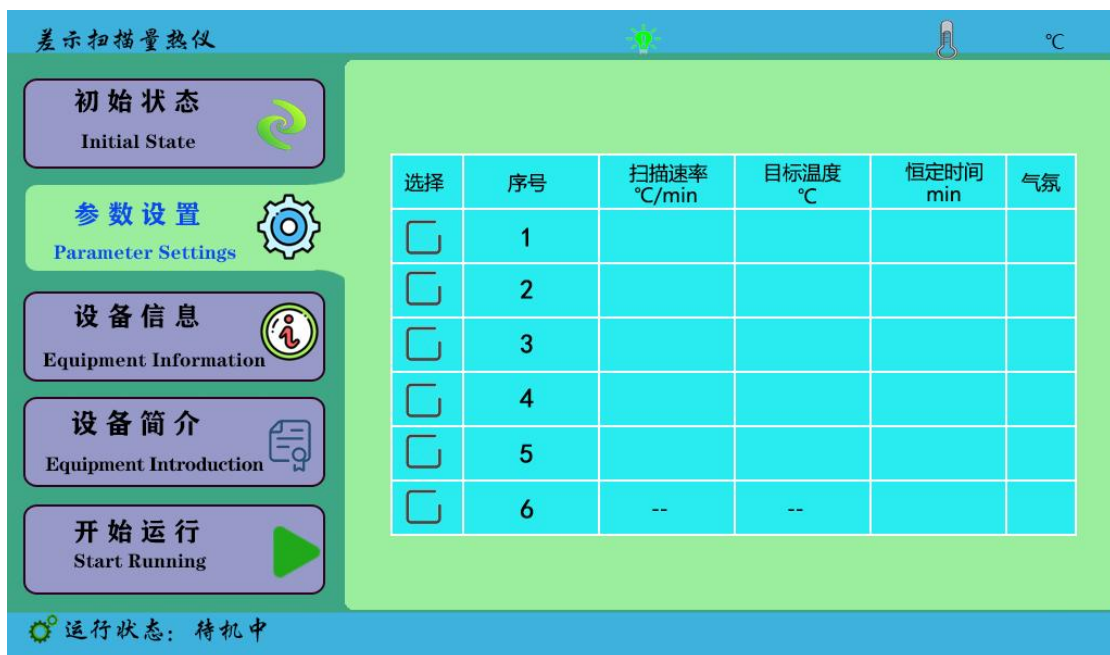 差示扫描量热仪
℃
初始状态
Initial State
参数设置
Parameter Settings
设备信息
Equipment Information
设备简介
Equipment Introduction
开始运行
Start Running
选择 序号 扫描速率 ℃/min 目标温度 ℃ 恒定时间 min 气氛
1
2
3
4
5
6 -- --
运行状态：待机中